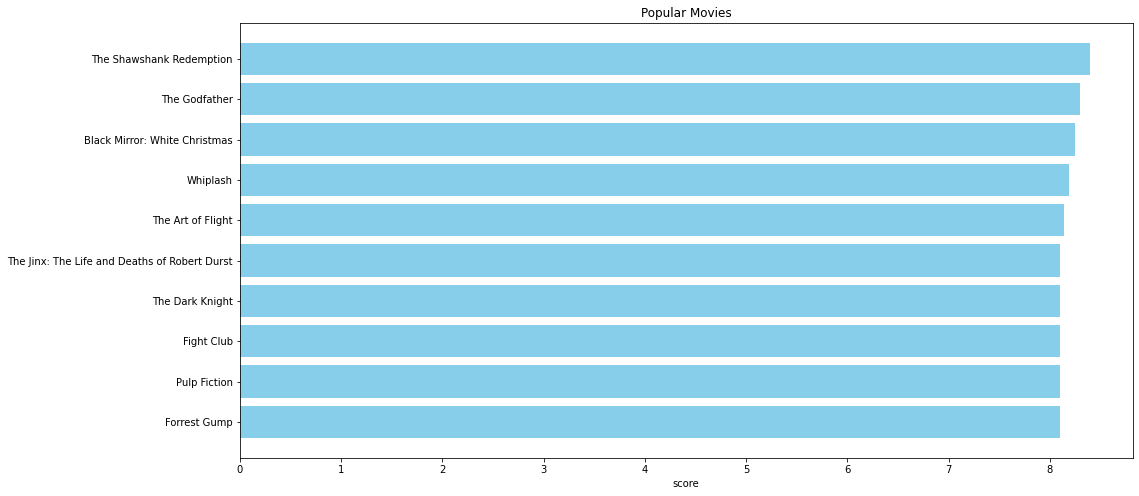 Popular Movies
The Shawshank Redemption
The Godfather
Black Mirror: White Christmas
Whiplash
The Art of Flight
The Jinx: The Life and Deaths of Robert Durst
The Dark Knight
Fight Club
Pulp Fiction
Forrest Gump
0 1 2 3 4 5 6 7 8
score